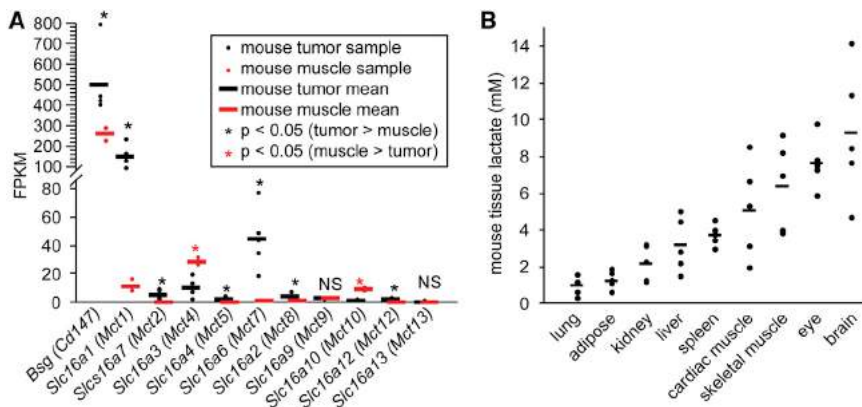 A
800
700
600
500
400
300
200
100
80
60
40
20
0
FPKM
mouse tumor sample
mouse muscle sample
mouse tumor mean
mouse muscle mean
* p < 0.05 (tumor > muscle)
* p < 0.05 (muscle > tumor)
*
*
*
*
*
*
*
NS
*
*
NS
Bsg (Cd147)
Slc16a1 (Mct1)
Slcs16a7 (Mct2)
Slc16a3 (Mct4)
Slc16a4 (Mct5)
Slc16a6 (Mct7)
Slc16a2 (Mct8)
Slc16a9 (Mct9)
Slc16a10 (Mct10)
Slc16a12 (Mct12)
Slc16a13 (Mct13)
B
14
12
10
8
6
4
2
0
mouse tissue lactate (mM)
lung
adipose
kidney
liver
spleen
cardiac muscle
skeletal muscle
eye
brain